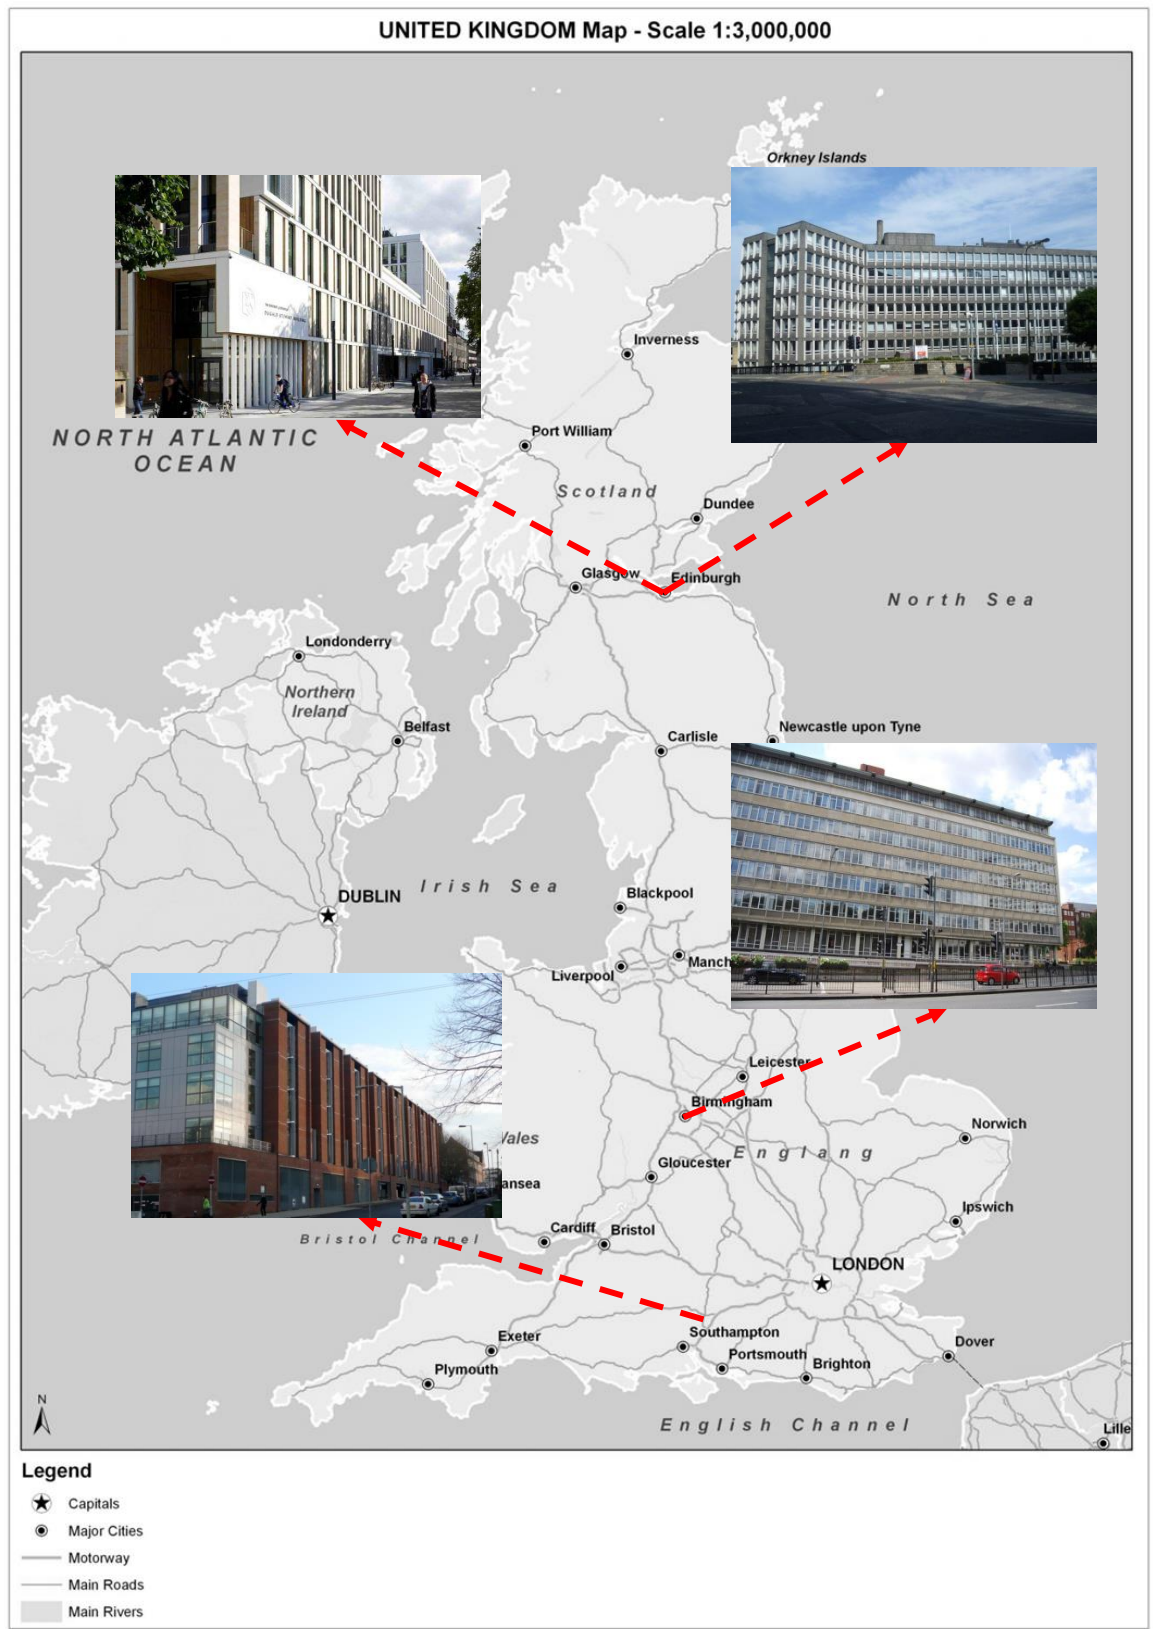 UNITED KINGDOM Map - Scale 1:3,000,000
Orkney Islands
Inverness
NORTH ATLANTIC
OCEAN
Port William
Scotland
Dundee
Glasgow
Edinburgh
North Sea
Londonderry
Northern
Ireland
Belfast
Newcastle upon Tyne
Carlisle
Irish Sea
Blackpool
DUBLIN
Manch
Liverpool
Leicester
Birmingham
Norwich
Vales
Englang
Gloucester
ansea
Ipswich
Cardiff
Bristol
Bristol Channel
LONDON
Southampton
Exeter
Portsmouth
Dover
Brighton
Plymouth
N
English Channel
Lille
Legend
Capitals
Major Cities
Motorway
Main Roads
Main Rivers